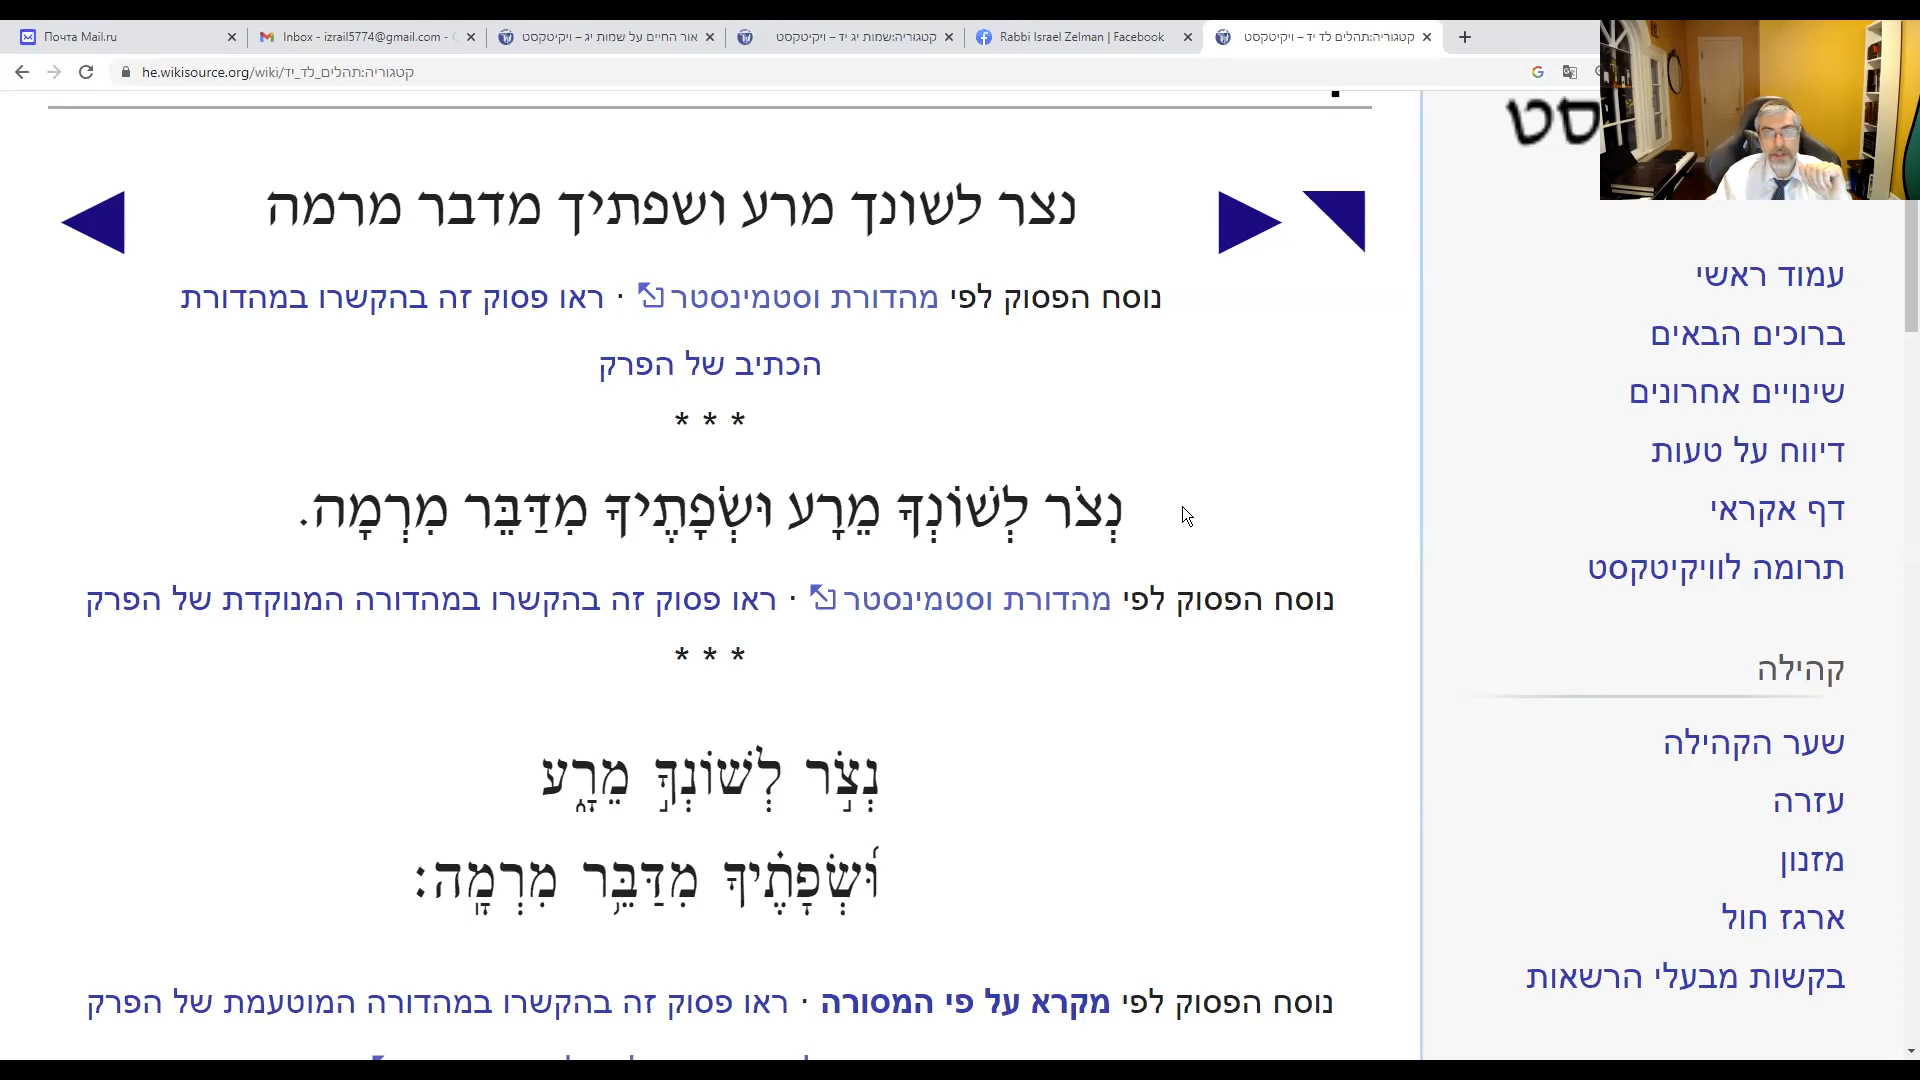 Почта Mail.ru
Inbox - izrail5774@gmail.com - G
אור החיים על שמות יג – ויקיטקסט
קטגוריה:שמות יג יד – ויקיטקסט
Rabbi Israel Zelman | Facebook
קטגוריה:תהלים לד יד – ויקיטקסט
he.wikisource.org/wiki/קטגוריה:תהלים_לד_יד
נצר לשונך מרע ושפתיך מדבר מרמה
נוסח הפסוק לפי מהדורת וסטמינסטר · ראו פסוק זה בהקשרו במהדורת
הכתיב של הפרק
* * *
נְצֹר לְשׁוֹנְךָ מֵרָע וּשְׂפָתֶיךָ מִדַּבֵּר מִרְמָה.
נוסח הפסוק לפי מהדורת וסטמינסטר · ראו פסוק זה בהקשרו במהדורה המנוקדת של הפרק
* * *
נְצֹ֣ר לְשׁוֹנְךָ֣ מֵרָ֑ע
וּ֝שְׂפָתֶ֗יךָ מִדַּבֵּ֥ר מִרְמָֽה׃
נוסח הפסוק לפי מקרא על פי המסורה · ראו פסוק זה בהקשרו במהדורה המוטעמת של הפרק
עמוד ראשי
ברוכים הבאים
שינויים אחרונים
דיווח על טעות
דף אקראי
תרומה לוויקיטקסט
קהילה
שער הקהילה
עזרה
מזנון
ארגז חול
בקשות מבעלי הרשאות